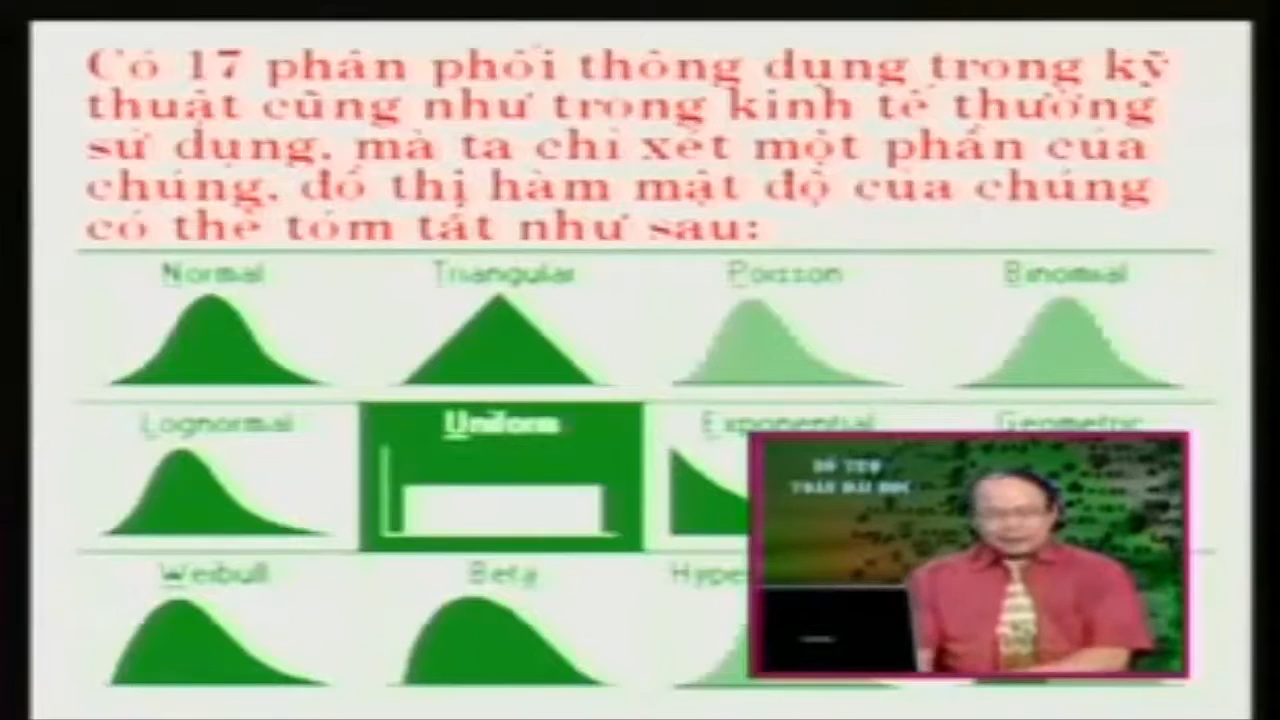 Có 17 phân phối thông dụng trong kỹ
thuật cũng như trong kinh tế thường
sử dụng, mà ta chỉ xét một phần của
chúng, đồ thị hàm mật độ của chúng
có thể tóm tắt như sau:
Normal Triangular Poisson Binomial
Lognormal Uniform Exponential Geometric
Weibull Beta Hype